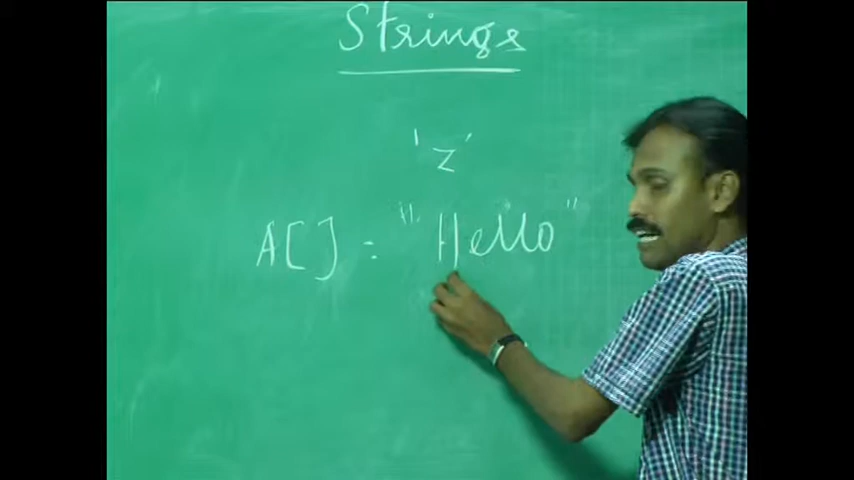 Strings
'z'
A[] = "Hello"